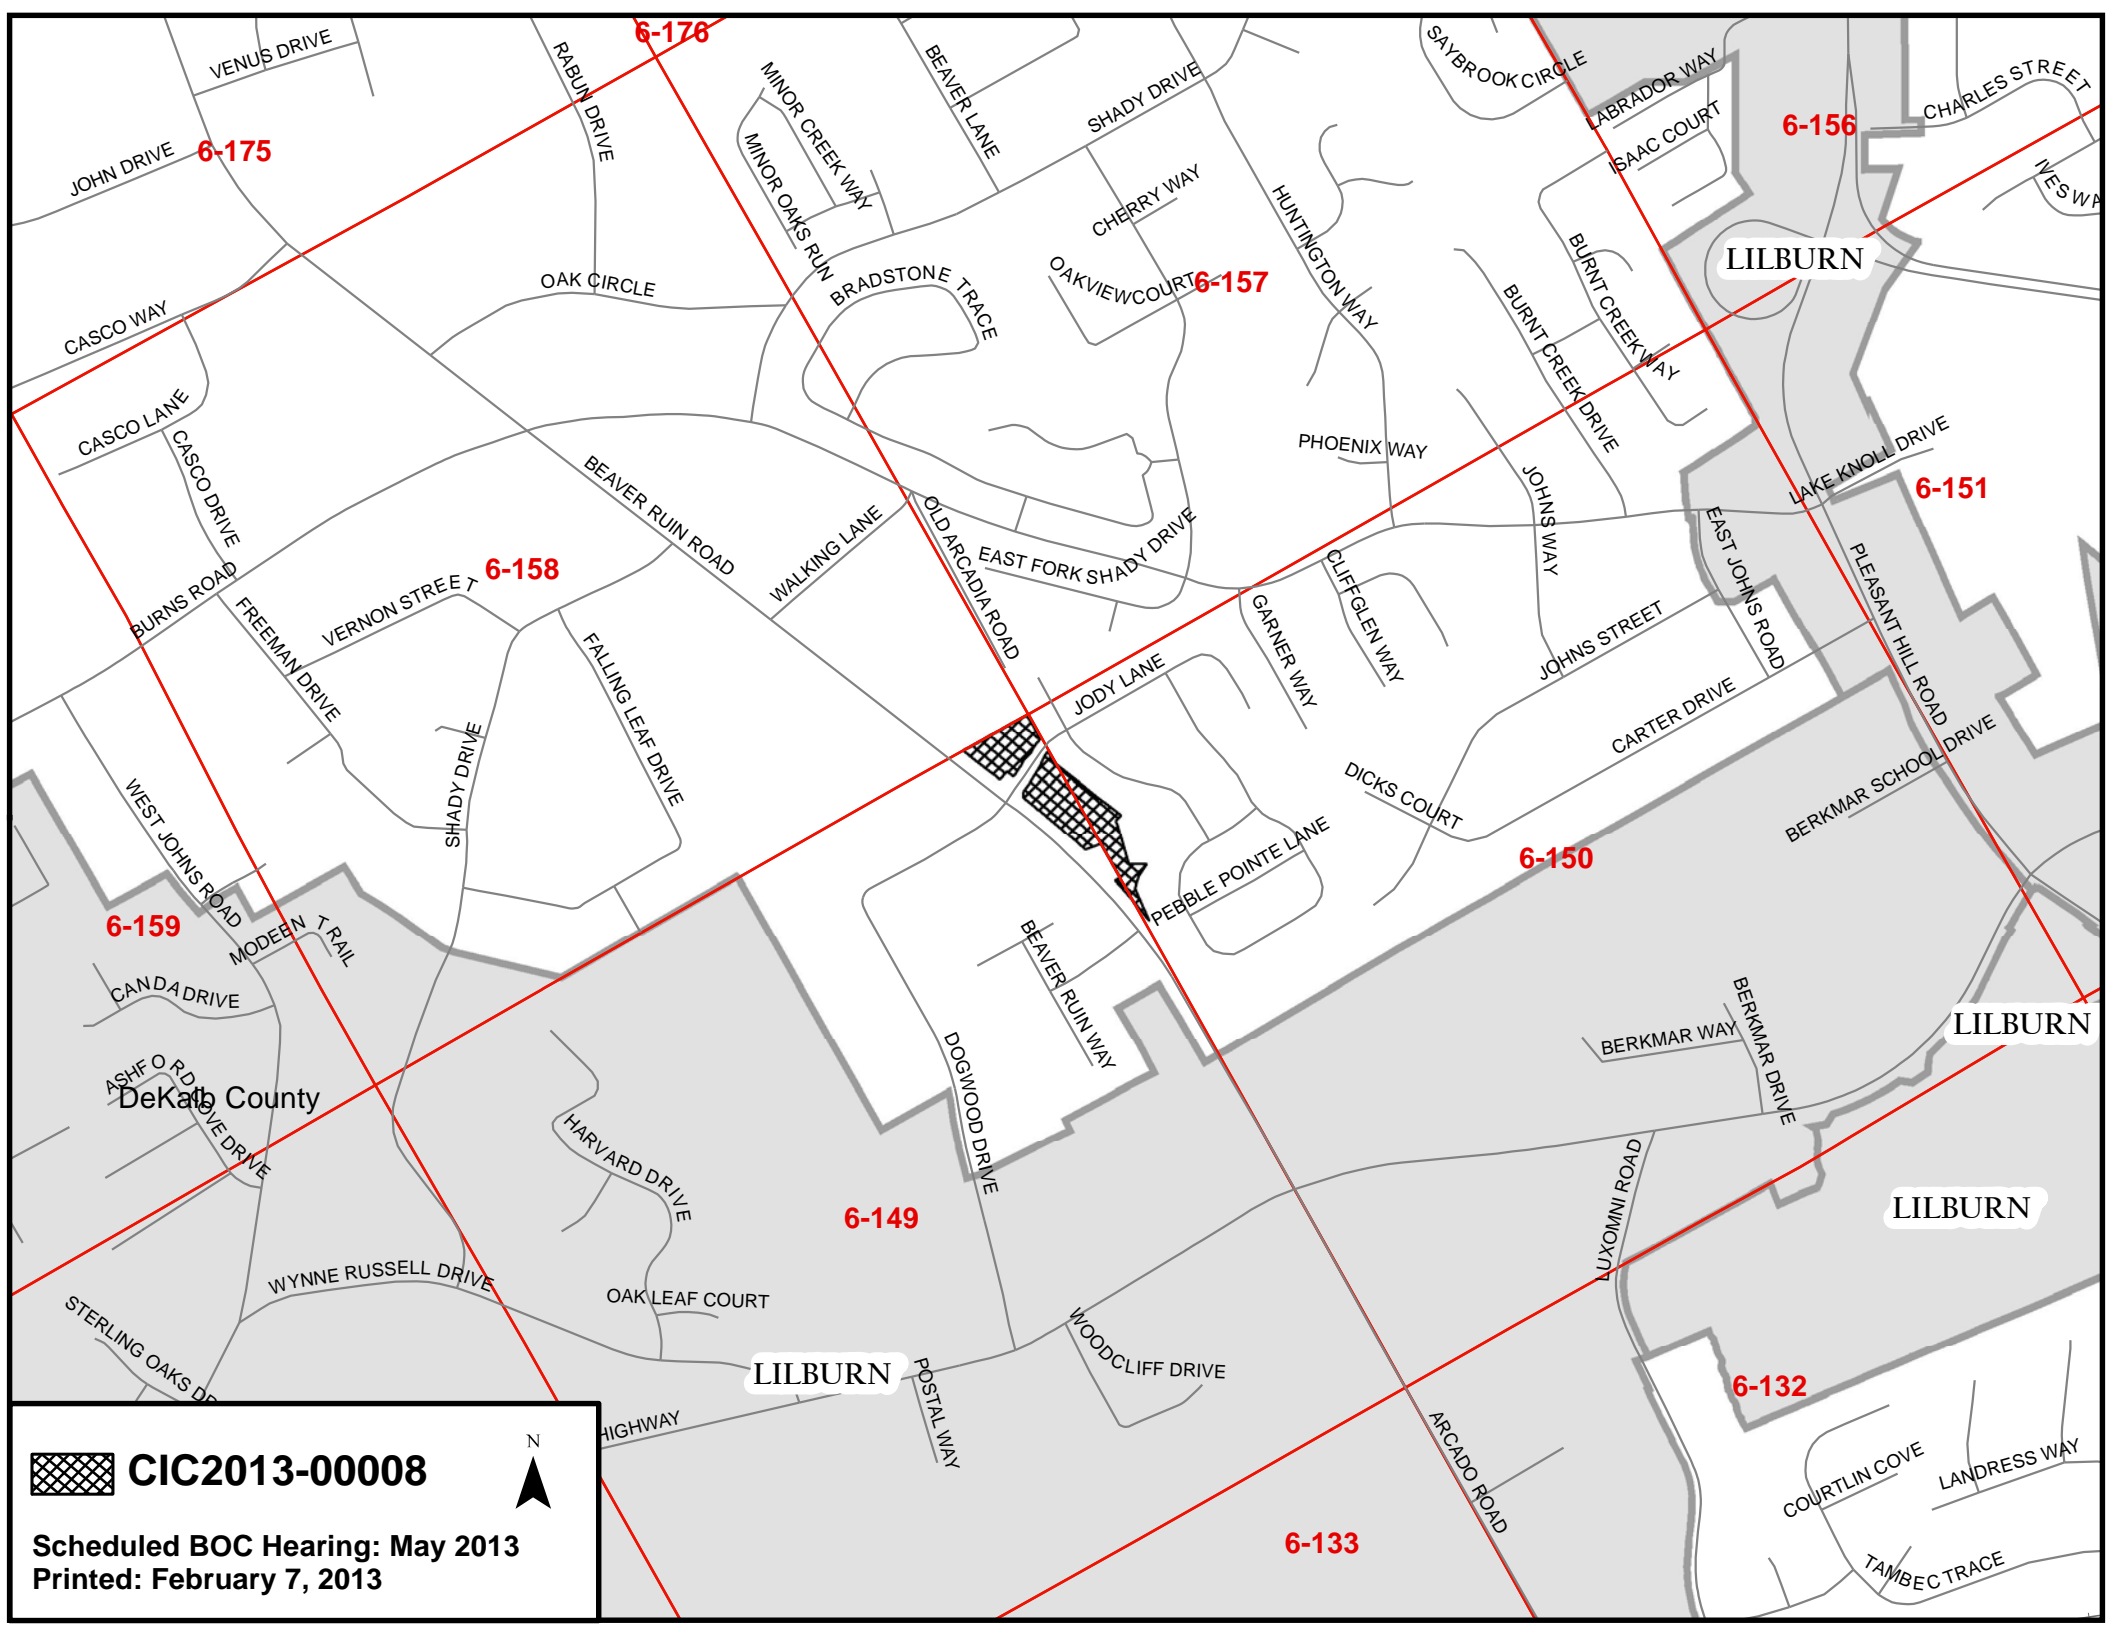 6-176
VENUS DRIVE
RABUN DRIVE
BEAVER LANE
SAYBROOK CIRCLE
LABRADOR WAY
CHARLES STREET
MINOR CREEK WAY
SHADY DRIVE
6-156
ISAAC COURT
6-175
JOHN DRIVE
MINOR OAKS RUN
CHERRY WAY
HUNTINGTON WAY
IVES WA
BURNT CREEK WAY
LILBURN
OAK CIRCLE
BRADSTONE TRACE
OAKVIEW COURT
6-157
CASCO WAY
BURNT CREEK DRIVE
CASCO LANE
CASCO DRIVE
PHOENIX WAY
LAKE KNOLL DRIVE
6-151
BEAVER RUIN ROAD
WALKING LANE
OLD ARCADIA ROAD
EAST FORK SHADY DRIVE
JOHNS WAY
EAST JOHNS ROAD
PLEASANT HILL ROAD
6-158
BURNS ROAD
VERNON STREET
FREEMAN DRIVE
CLIFFGLEN WAY
GARNER WAY
FALLING LEAF DRIVE
JOHNS STREET
JODY LANE
CARTER DRIVE
SHADY DRIVE
WEST JOHNS ROAD
DICKS COURT
BERKMAR SCHOOL DRIVE
PEBBLE POINTE LANE
6-150
6-159
MODEEN TRAIL
CANDA DRIVE
BEAVER RUIN WAY
BERKMAR DRIVE
BERKMAR WAY
LILBURN
DOGWOOD DRIVE
ASHFORD COVE DRIVE
DeKalb County
HARVARD DRIVE
LUXOMNI ROAD
LILBURN
6-149
WYNNE RUSSELL DRIVE
OAK LEAF COURT
STERLING OAKS DR
WOODCLIFF DRIVE
LILBURN
POSTAL WAY
6-132
HIGHWAY
ARCADO ROAD
COURTLIN COVE
LANDRESS WAY
6-133
TAMBEC TRACE
N
CIC2013-00008
Scheduled BOC Hearing: May 2013
Printed: February 7, 2013